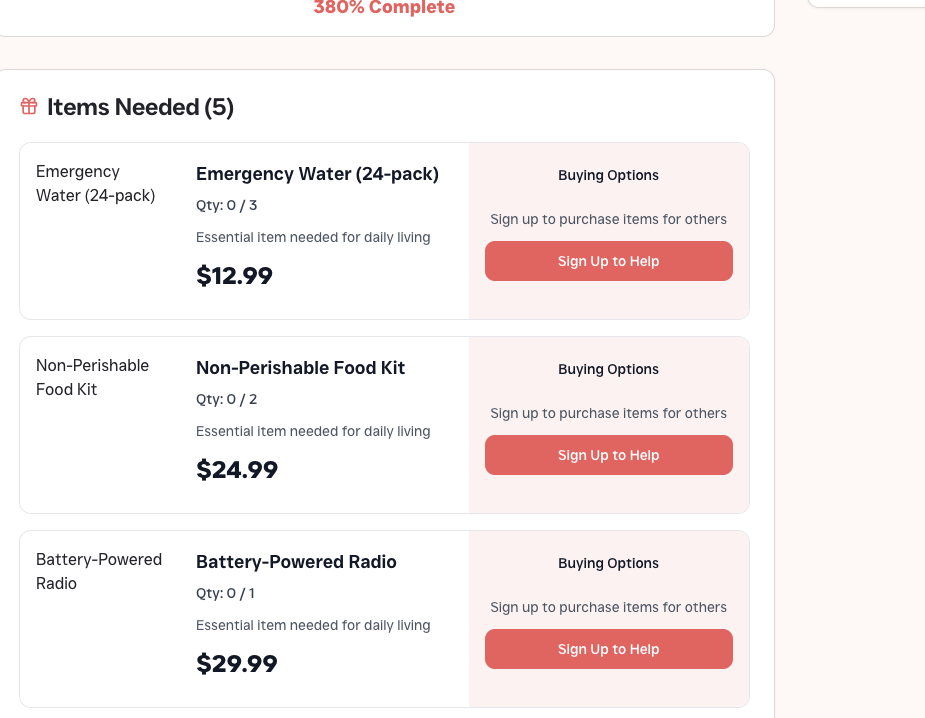 380% Complete
Items Needed (5)
Emergency
Water (24-pack)
Emergency Water (24-pack)
Qty: 0 / 3
Essential item needed for daily living
$12.99
Buying Options
Sign up to purchase items for others
Sign Up to Help
Non-Perishable
Food Kit
Non-Perishable Food Kit
Qty: 0 / 2
Essential item needed for daily living
$24.99
Buying Options
Sign up to purchase items for others
Sign Up to Help
Battery-Powered
Radio
Battery-Powered Radio
Qty: 0 / 1
Essential item needed for daily living
$29.99
Buying Options
Sign up to purchase items for others
Sign Up to Help